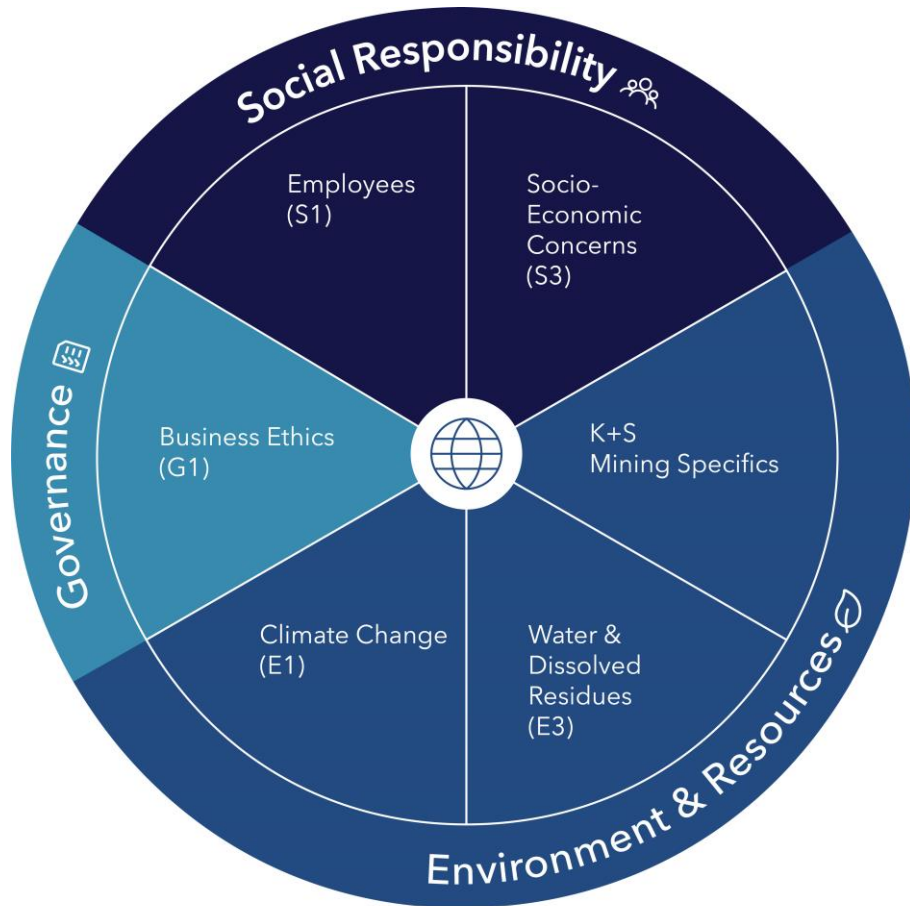 Social Responsibility
Employees
(S1)
Socio-
Economic
Concerns
(S3)
Governance
Business Ethics
(G1)
K+S
Mining Specifics
Climate Change
(E1)
Water &
Dissolved
Residues
(E3)
Environment & Resources